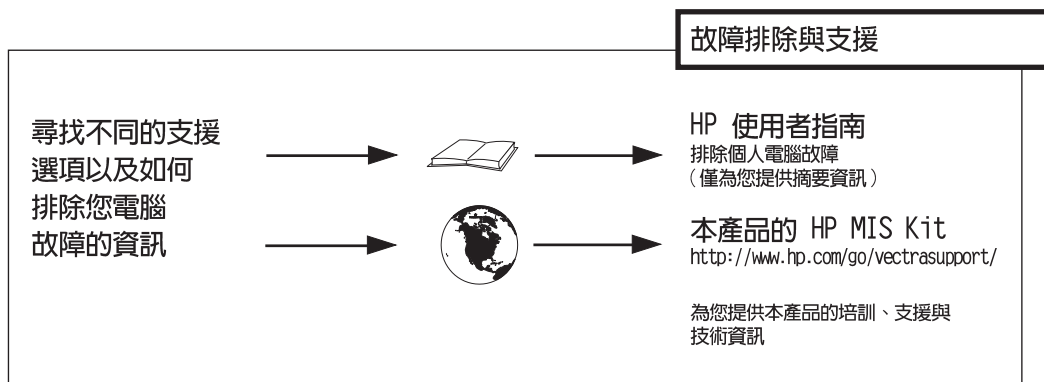 故障排除與支援
尋找不同的支援
選項以及如何
排除您電腦
故障的資訊
HP 使用者指南
排除個人電腦故障
（僅為您提供摘要資訊）
本產品的 HP MIS Kit
http://www.hp.com/go/vectrasupport/
為您提供本產品的培訓、支援與
技術資訊